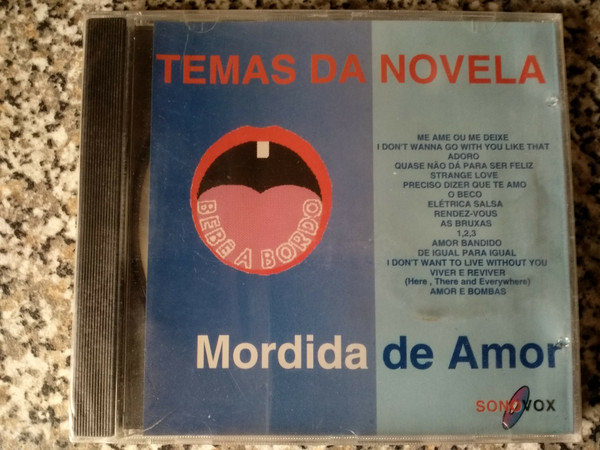 TEMAS DA NOVELA
BEBE A BORDO
ME AME OU ME DEIXE
I DON'T WANNA GO WITH YOU LIKE THAT
ADORO
QUASE NÃO DÁ PARA SER FELIZ
STRANGE LOVE
PRECISO DIZER QUE TE AMO
O BECO
ELÉTRICA SALSA
RENDEZ-VOUS
AS BRUXAS
1,2,3
AMOR BANDIDO
DE IGUAL PARA IGUAL
I DON'T WANT TO LIVE WITHOUT YOU
VIVER E REVIVER
(Here , There and Everywhere)
AMOR E BOMBAS
Mordida de Amor
SONOVOX